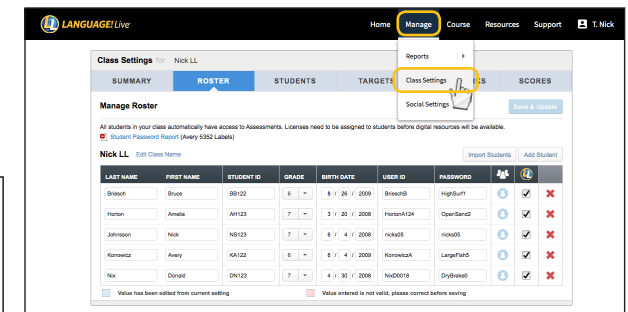 LANGUAGE! Live
Home Manage Course Resources Support T. Nick
Reports
Class Settings
Social Settings
Class Settings for Nick LL
SUMMARY ROSTER STUDENTS TARGETS SCORES
Manage Roster
Save & Update
All students in your class automatically have access to Assessments. Licenses need to be assigned to students before digital resources will be available.
Student Password Report (Avery 5352 Labels)
Nick LL Edit Class Name Import Students Add Student
LAST NAME FIRST NAME STUDENT ID GRADE BIRTH DATE USER ID PASSWORD
Briesch Bruce BB122 6 8 / 26 / 2009 BrieschB HighSurf1
Horton Amelia AH123 7 3 / 20 / 2008 HortonA124 OpenSand2
Johnsson Nick NS123 7 6 / 4 / 2008 nicks05 nicks05
Konowicz Avery KA122 6 6 / 4 / 2009 KonowiczA LargeFish5
Nix Donald DN123 7 4 / 30 / 2008 NixD0018 DryBrake0
Value has been edited from current setting Value entered is not valid, please correct before saving